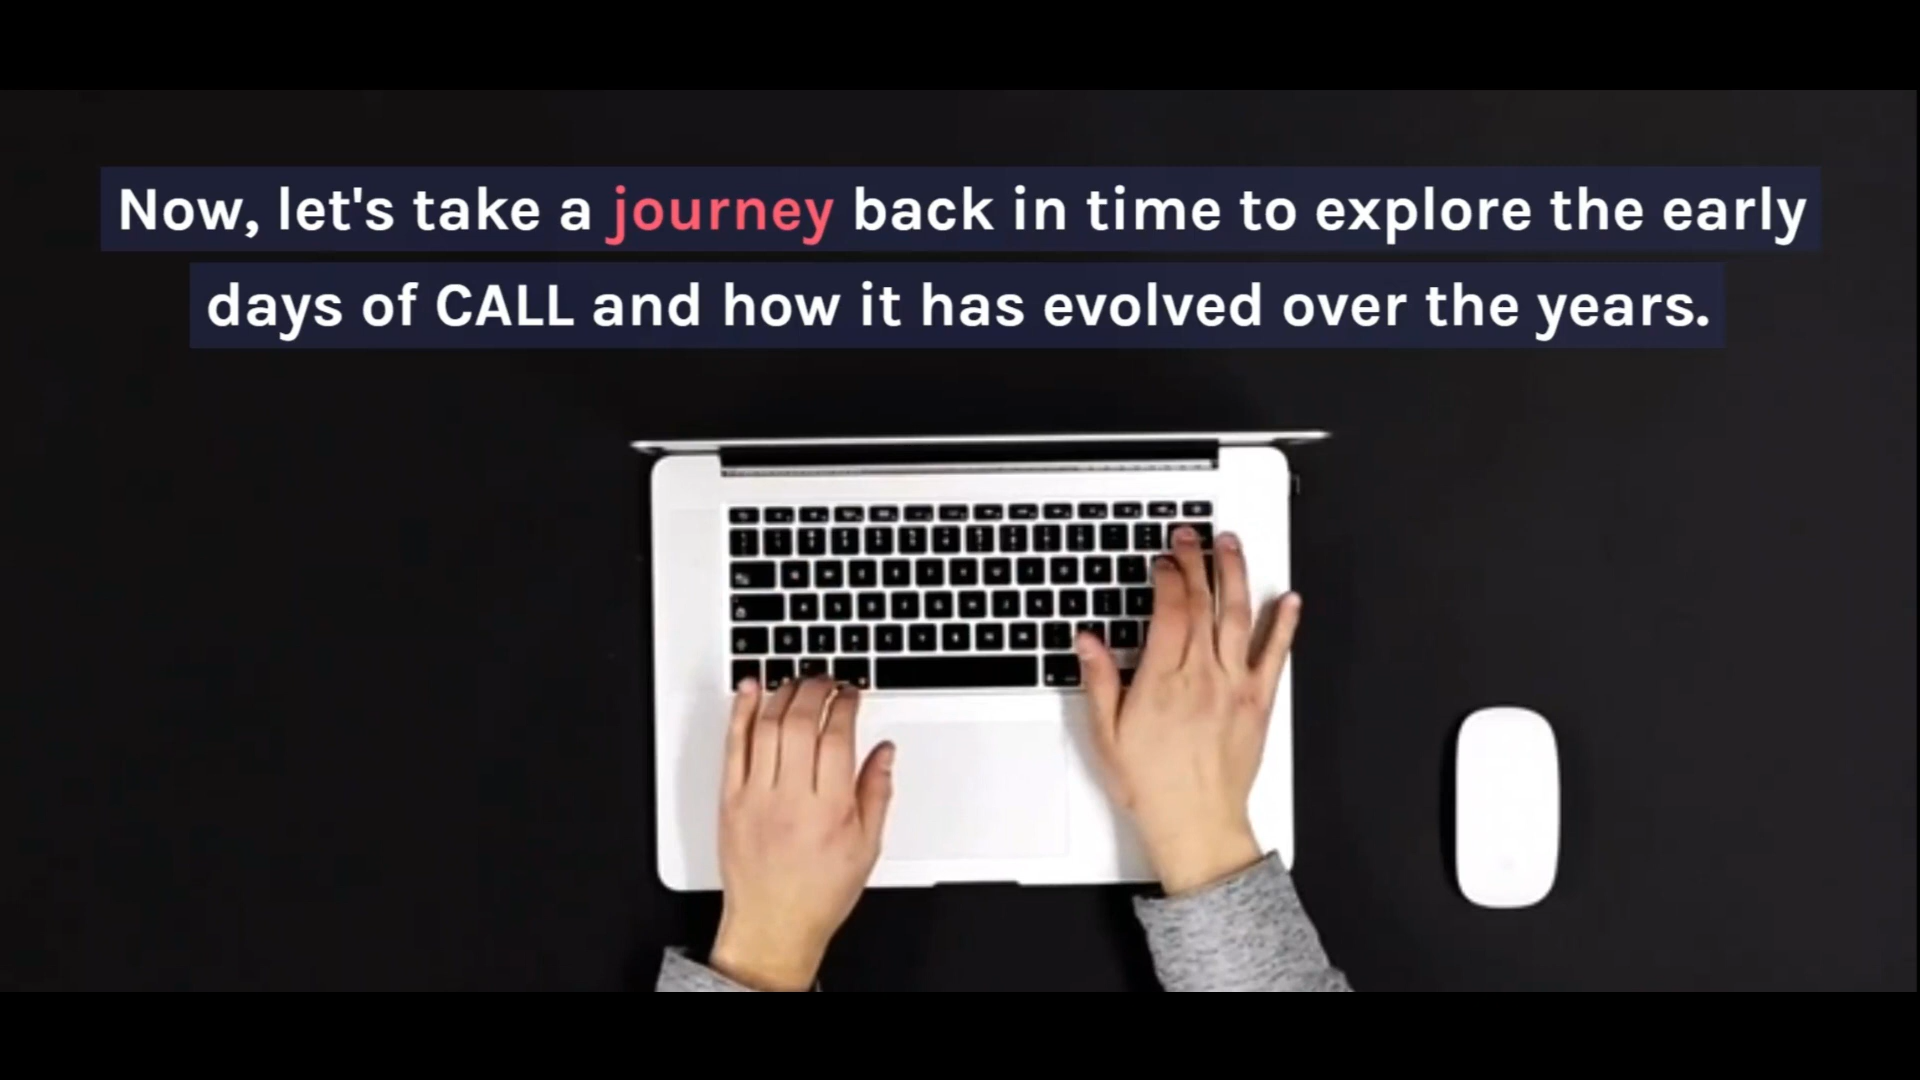 Now, let's take a journey back in time to explore the early
days of CALL and how it has evolved over the years.